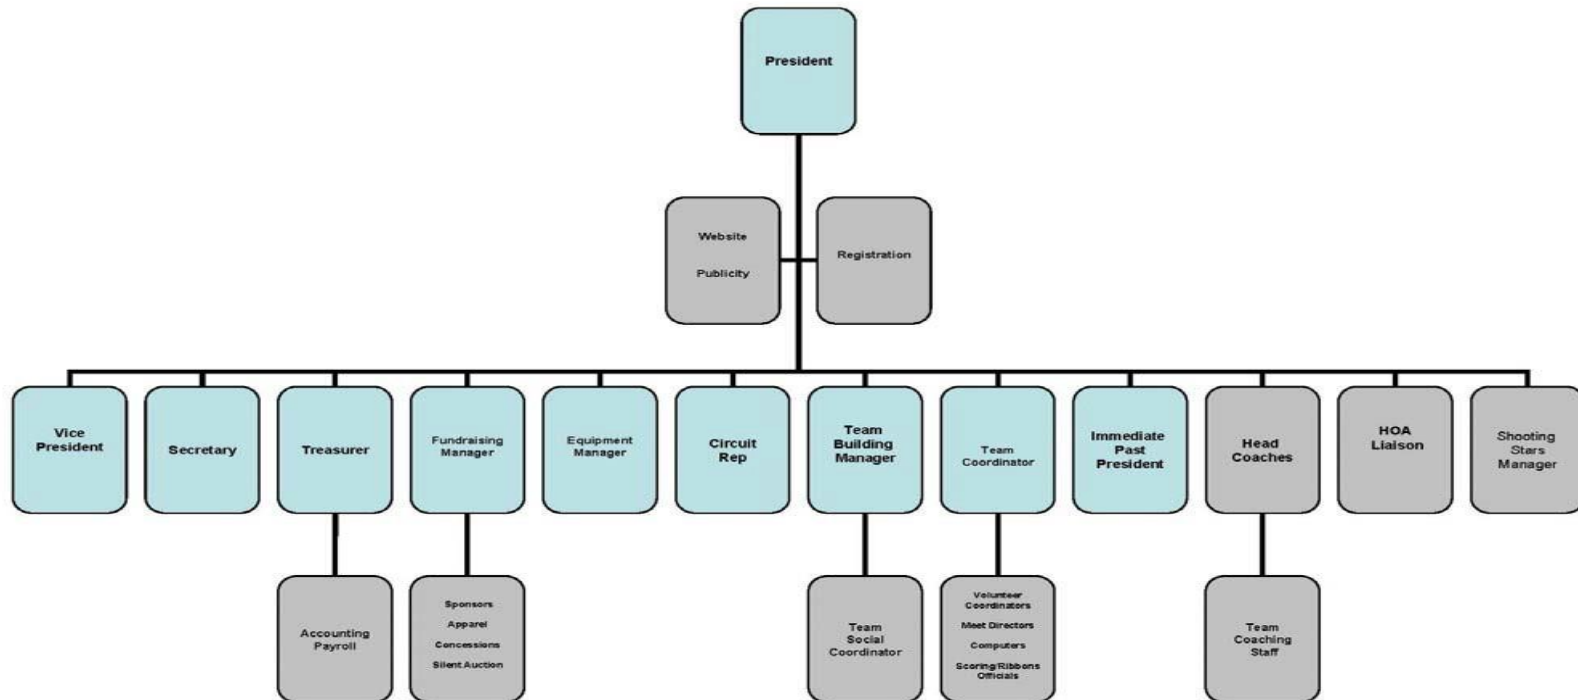 President
Website
Publicity
Registration
Vice
President
Secretary
Treasurer
Fundraising
Manager
Equipment
Manager
Circuit
Rep
Team
Building
Manager
Team
Coordinator
Immediate
Past
President
Head
Coaches
HOA
Liaison
Shooting
Stars
Manager
Accounting
Payroll
Sponsors
Apparel
Concessions
Silent Auction
Team
Social
Coordinator
Volunteer
Coordinators
Meet Directors
Computers
Scoring/Ribbons
Officials
Team
Coaching
Staff